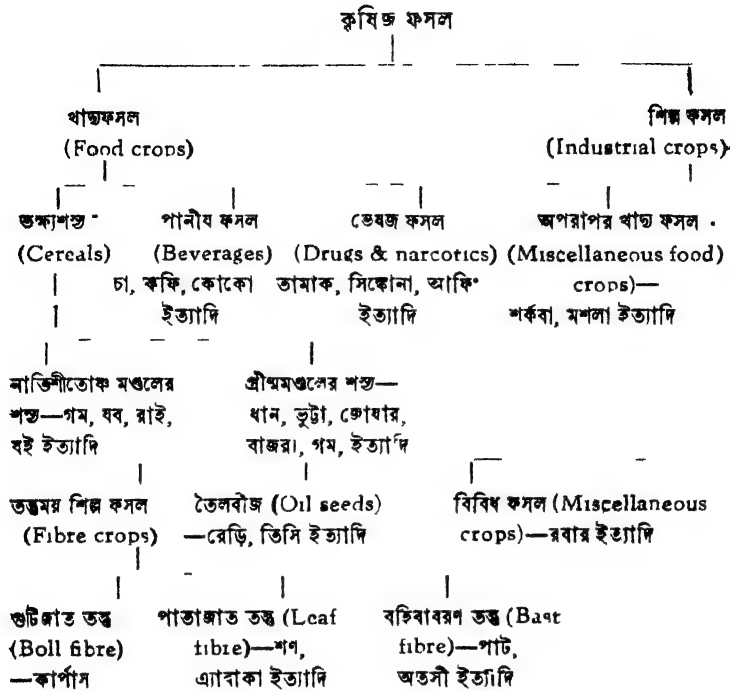 কৃষিজ ফসল
খাদ্যফসল
(Food crops)
শিল্প ফসল
(Industrial crops)
ভক্ষ্যশস্য
(Cereals)
পানীয ফসল
(Beverages)
চা, কফি, কোকো
ইত্যাদি
ভেষজ ফসল
(Drugs & narcotics)
তামাক, সিঙ্কোনা, আফি
ইত্যাদি
অপরাপর খাদ্য ফসল
(Miscellaneous food
crops)—
শর্কবা, মশলা ইত্যাদি
নাতিশীতোষ্ণ মণ্ডলের
শস্য—গম, যব, রাই,
বই ইত্যাদি
গ্রীষ্মমণ্ডলের শস্য—
ধান, ভুট্টা, জোযার,
বাজরা, গম, ইত্যাদি
তন্তুময় শিল্প ফসল
(Fibre crops)
তৈলবীজ (Oil seeds)
—রেড়ি, তিসি ইত্যাদি
বিবিধ ফসল (Miscellaneous
crops)—রবার ইত্যাদি
গুটিজাত তন্তু
(Boll fibre)
—কার্পাস
পাতাজাত তন্তু (Leaf
fibre)—শণ,
এ্যাবাকা ইত্যাদি
বহিবাবরণ তন্তু (Bast
fibre)—পাট,
অতসী ইত্যাদি